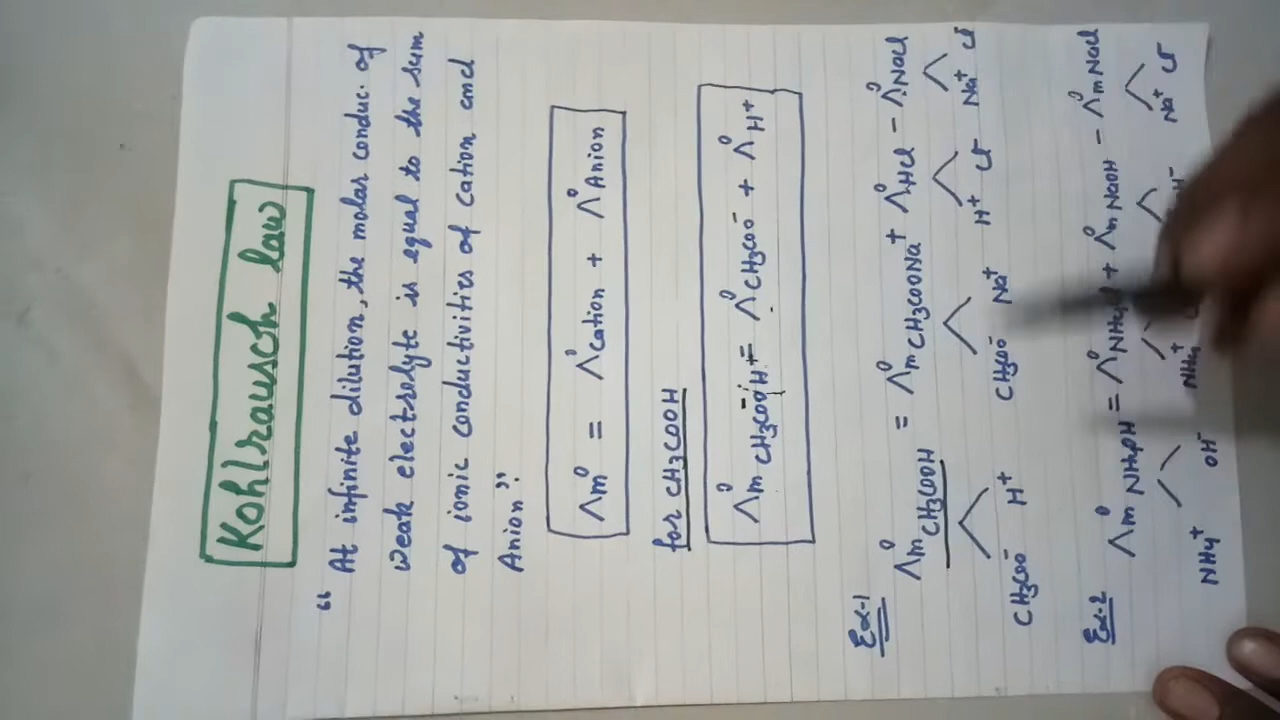 Kohlrausch law
“ At infinite dilution, the molar conduc. of
weak electrolyte is equal to the sum
of ionic conductivities of cation and
Anion”.
Λm° = Λ°Cation + Λ°Anion
for CH3COOH
Λ°m CH3COO⁻H⁺ = Λ°CH3COO⁻ + Λ°H⁺
Ex-1
Λ°m CH3COOH = Λ°m CH3COONa + Λ°HCl − Λ°NaCl
CH3COO⁻ H⁺ CH3COO⁻ Na⁺ H⁺ Cl⁻ Na⁺ Cl⁻
Ex-2
Λ°m NH4OH = Λ°NH4Cl + Λ°m NaOH − Λ°m NaCl
NH4⁺ OH⁻ NH4⁺ Na⁺ Cl⁻